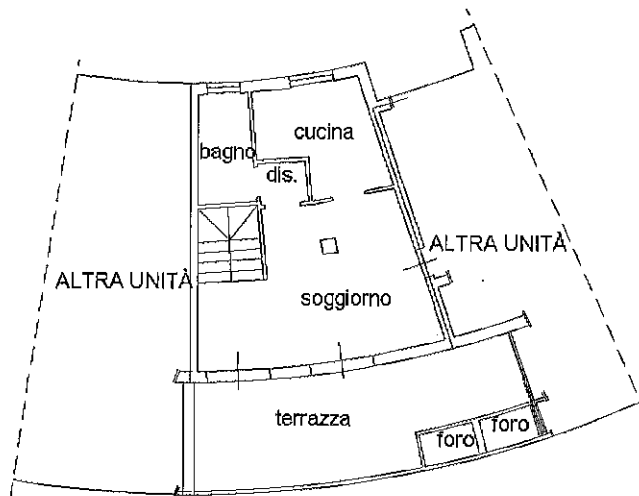 cucina
bagno
dis.
ALTRA UNITÀ
ALTRA UNITÀ
soggiorno
terrazza
foro
foro